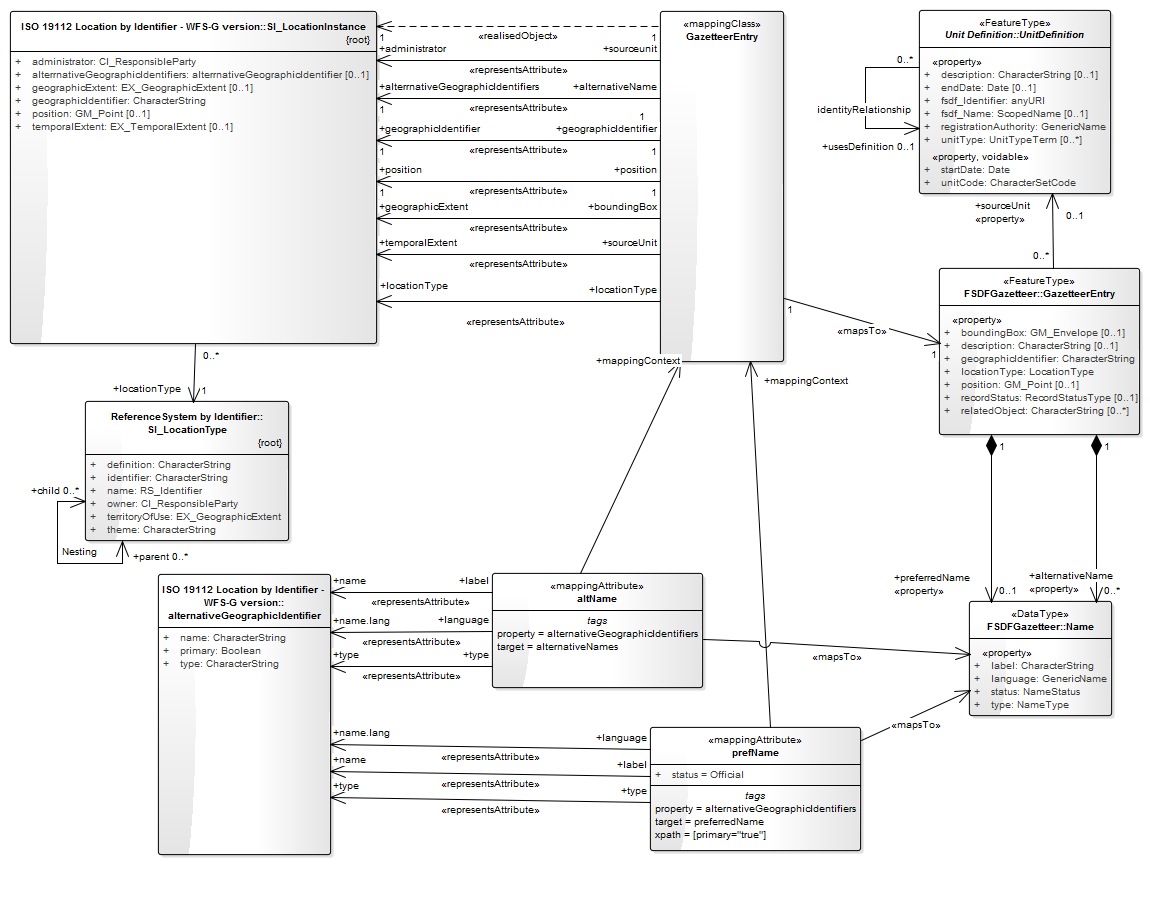 ISO 19112 Location by Identifier - WFS-G version::SI_LocationInstance
{root}
+ administrator: CI_ResponsibleParty
+ alternativeGeographicIdentifiers: alternativeGeographicIdentifier [0..1]
+ geographicExtent: EX_GeographicExtent [0..1]
+ geographicIdentifier: CharacterString
+ position: GM_Point [0..1]
+ temporalExtent: EX_TemporalExtent [0..1]
«realisedObject»
1
1
+administrator
+sourceunit
«representsAttribute»
+alternativeGeographicIdentifiers
+alternativeName
«representsAttribute»
1
1
+geographicIdentifier
+geographicIdentifier
«representsAttribute»
1
1
+position
+position
«representsAttribute»
1
1
+geographicExtent
+boundingBox
«representsAttribute»
+temporalExtent
+sourceUnit
«representsAttribute»
+locationType
+locationType
«representsAttribute»
«mappingClass»
GazetteerEntry
«FeatureType»
Unit Definition::UnitDefinition
«property»
+ description: CharacterString [0..1]
+ endDate: Date [0..1]
+ fsdf_Identifier: anyURI
+ fsdf_Name: ScopedName [0..1]
+ registrationAuthority: GenericName
+ unitType: UnitTypeTerm [0..*]
«property, voidable»
+ startDate: Date
+ unitCode: CharacterSetCode
0..*
identityRelationship
+usesDefinition 0..1
+sourceUnit
«property»
0..1
0..*
«FeatureType»
FSDFGazetteer::GazetteerEntry
«property»
+ boundingBox: GM_Envelope [0..1]
+ description: CharacterString [0..1]
+ geographicIdentifier: CharacterString
+ locationType: LocationType
+ position: GM_Point [0..1]
+ recordStatus: RecordStatusType [0..1]
+ relatedObject: CharacterString [0..*]
1
«mapsTo»
1
+mappingContext
+mappingContext
0..*
+locationType
1
ReferenceSystem by Identifier::
SI_LocationType
{root}
+ definition: CharacterString
+ identifier: CharacterString
+ name: RS_Identifier
+ owner: CI_ResponsibleParty
+ territoryOfUse: EX_GeographicExtent
+ theme: CharacterString
+child 0..*
Nesting
+parent 0..*
1
1
+preferredName
«property»
0..1
+alternativeName
«property»
0..*
ISO 19112 Location by Identifier -
WFS-G version::
alternativeGeographicIdentifier
+ name: CharacterString
+ primary: Boolean
+ type: CharacterString
+name
+label
«representsAttribute»
+name.lang
+language
«representsAttribute»
+type
+type
«representsAttribute»
«mappingAttribute»
altName
tags
property = alternativeGeographicIdentifiers
target = alternativeNames
«mapsTo»
«DataType»
FSDFGazetteer::Name
«property»
+ label: CharacterString
+ language: GenericName
+ status: NameStatus
+ type: NameType
«mapsTo»
+name.lang
+language
«representsAttribute»
+name
+label
«representsAttribute»
+type
+type
«representsAttribute»
«mappingAttribute»
prefName
+ status = Official
tags
property = alternativeGeographicIdentifiers
target = preferredName
xpath = [primary="true"]